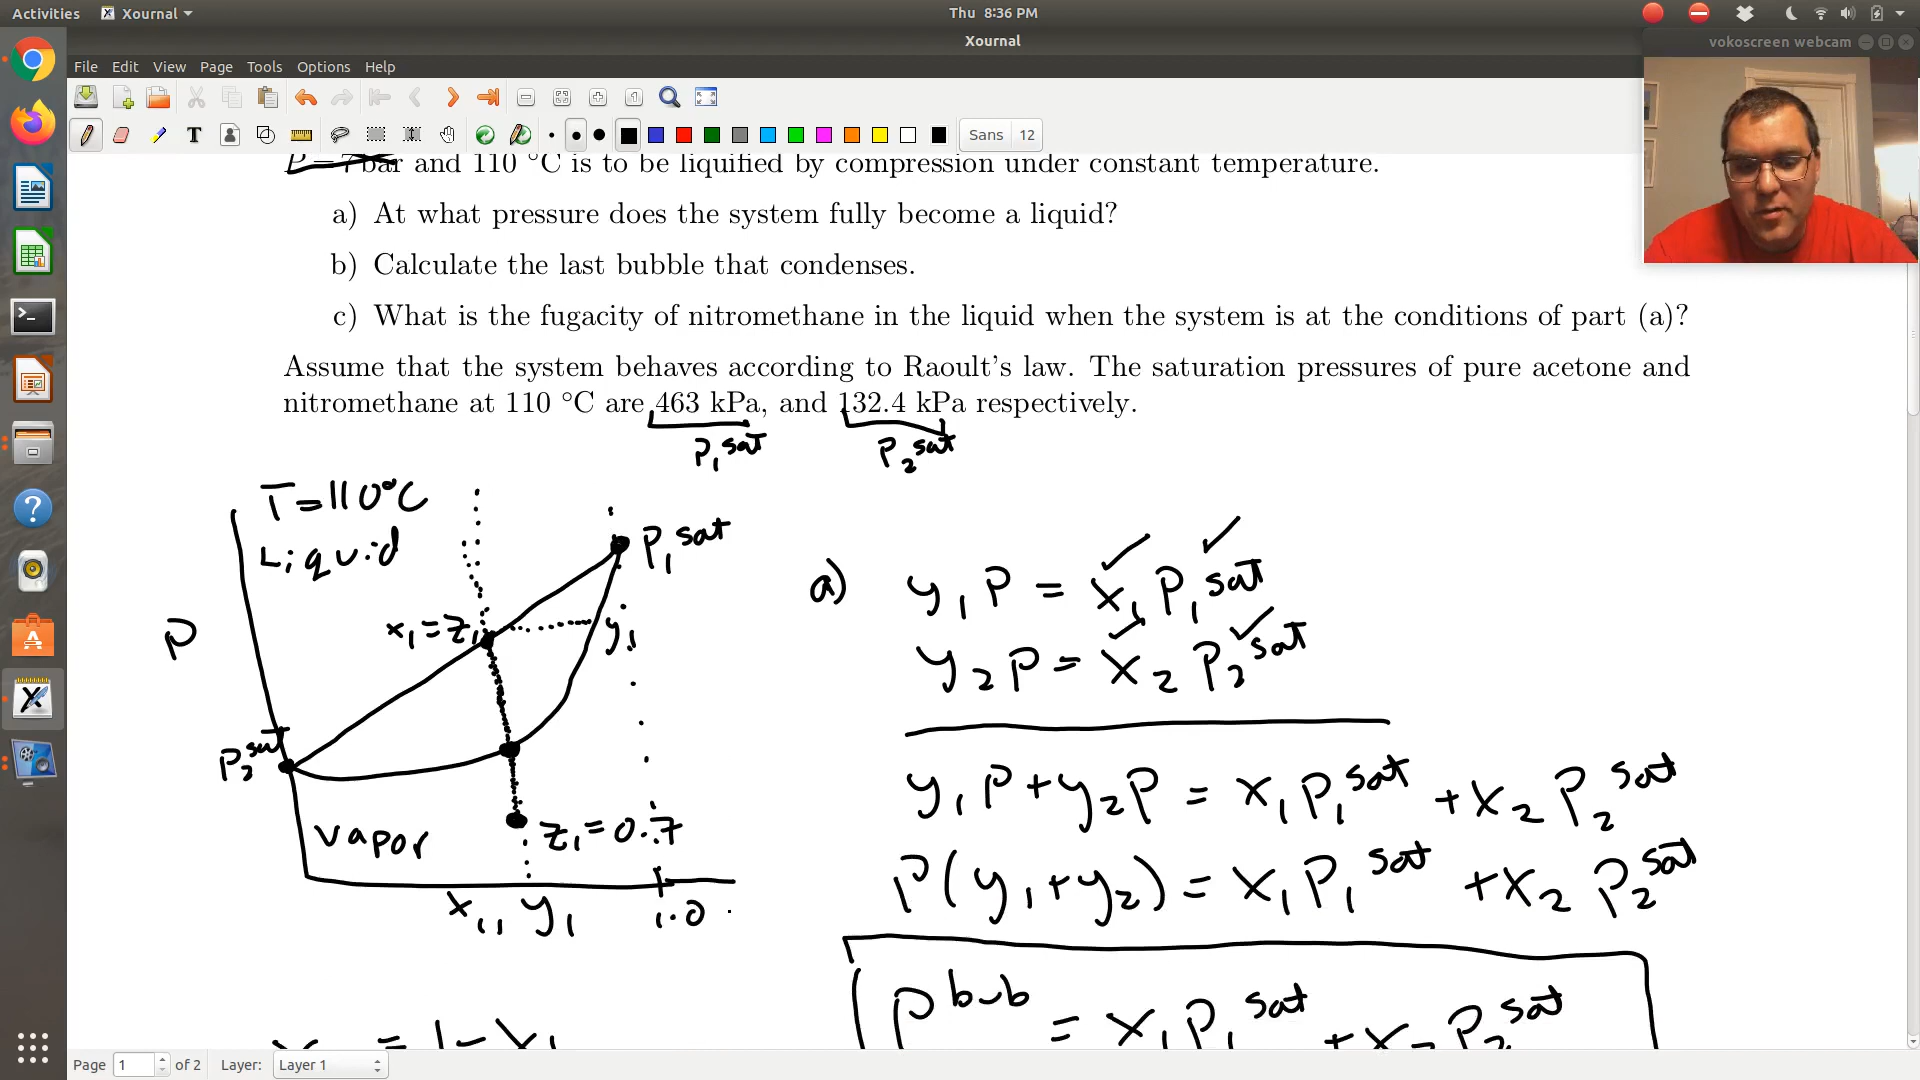 Activities Xournal Thu 8:36 PM
Xournal
vokoscreen webcam
File Edit View Page Tools Options Help
Sans 12
bar and 110 °C is to be liquified by compression under constant temperature.
a) At what pressure does the system fully become a liquid?
b) Calculate the last bubble that condenses.
c) What is the fugacity of nitromethane in the liquid when the system is at the conditions of part (a)?
Assume that the system behaves according to Raoult's law. The saturation pressures of pure acetone and
nitromethane at 110 °C are 463 kPa, and 132.4 kPa respectively.
P₁ˢᵃᵗ P₂ˢᵃᵗ
T=110°C
Liquid
P₁ˢᵃᵗ
x₁=z₁
y₁
P
P₂ˢᵃᵗ
vapor
z₁=0.7
x₁, y₁
1.0
a) y₁P = x₁P₁ˢᵃᵗ
y₂P = x₂P₂ˢᵃᵗ
y₁P+y₂P = x₁P₁ˢᵃᵗ +x₂P₂ˢᵃᵗ
P(y₁+y₂) = x₁P₁ˢᵃᵗ +x₂P₂ˢᵃᵗ
Pᵇᵘᵇ = x₁P₁ˢᵃᵗ +x₂P₂ˢᵃᵗ
= 1-x₁
Page 1 of 2 Layer: Layer 1